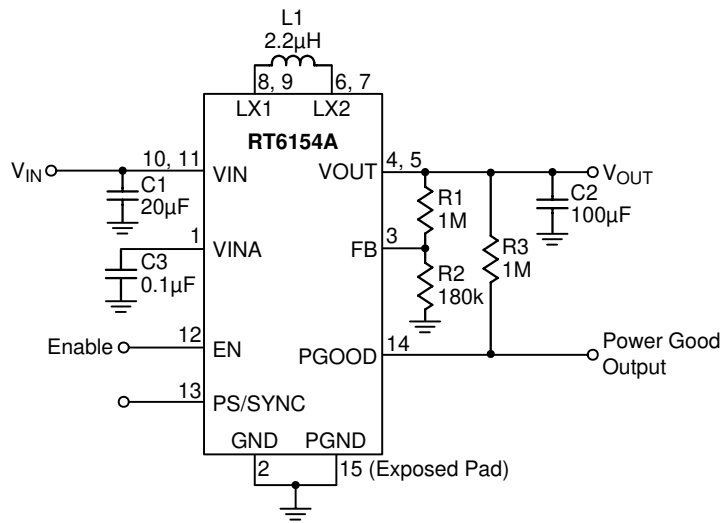 L1
2.2µH
8, 9
6, 7
LX1
LX2
RT6154A
VIN
10, 11
VIN
C1
20µF
VOUT
4, 5
VOUT
R1
1M
C2
100µF
1
VINA
C3
0.1µF
FB
3
R2
180k
R3
1M
Enable
12
EN
PGOOD
14
Power Good
Output
13
PS/SYNC
GND
PGND
2
15 (Exposed Pad)